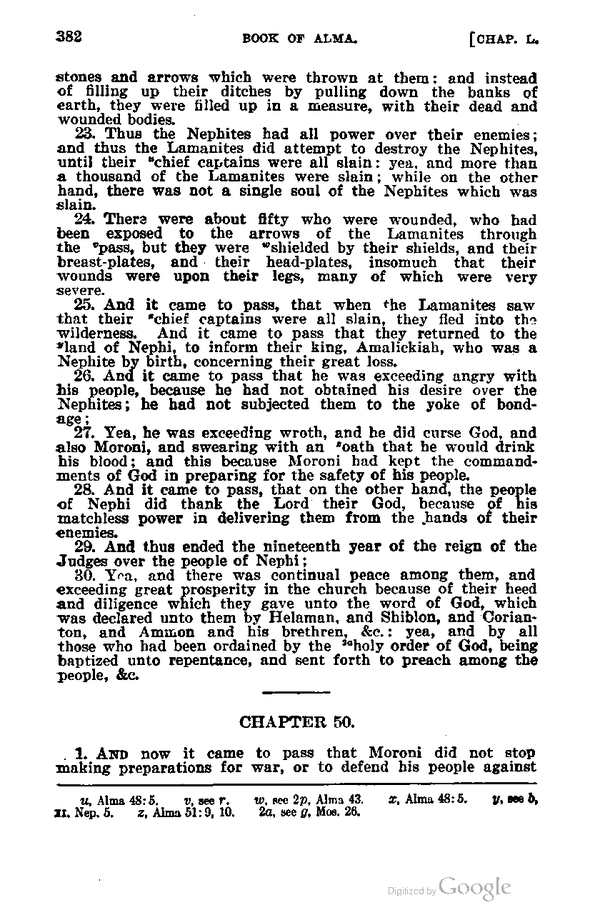 382 BOOK OF ALMA. [CHAP. L.
stones and arrows which were thrown at them: and instead
of filling up their ditches by pulling down the banks of
earth, they were filled up in a measure, with their dead and
wounded bodies.
23. Thus the Nephites had all power over their enemies;
and thus the Lamanites did attempt to destroy the Nephites,
until their ᵘchief captains were all slain: yea, and more than
a thousand of the Lamanites were slain; while on the other
hand, there was not a single soul of the Nephites which was
slain.
24. There were about fifty who were wounded, who had
been exposed to the arrows of the Lamanites through
the ᵛpass, but they were ʷshielded by their shields, and their
breast-plates, and their head-plates, insomuch that their
wounds were upon their legs, many of which were very
severe.
25. And it came to pass, that when the Lamanites saw
that their ˣchief captains were all slain, they fled into the
wilderness. And it came to pass that they returned to the
ʸland of Nephi, to inform their king, Amalickiah, who was a
Nephite by birth, concerning their great loss.
26. And it came to pass that he was exceeding angry with
his people, because he had not obtained his desire over the
Nephites; he had not subjected them to the yoke of bond-
age;
27. Yea, he was exceeding wroth, and he did curse God, and
also Moroni, and swearing with an ᶻoath that he would drink
his blood; and this because Moroni had kept the command-
ments of God in preparing for the safety of his people.
28. And it came to pass, that on the other hand, the people
of Nephi did thank the Lord their God, because of his
matchless power in delivering them from the hands of their
enemies.
29. And thus ended the nineteenth year of the reign of the
Judges over the people of Nephi;
30. Yea, and there was continual peace among them, and
exceeding great prosperity in the church because of their heed
and diligence which they gave unto the word of God, which
was declared unto them by Helaman, and Shiblon, and Corian-
ton, and Ammon and his brethren, &c.: yea, and by all
those who had been ordained by the ²ᵃholy order of God, being
baptized unto repentance, and sent forth to preach among the
people, &c.
CHAPTER 50.
1. AND now it came to pass that Moroni did not stop
making preparations for war, or to defend his people against
u, Alma 48:5. v, see r. w, see 2p, Alma 43. x, Alma 48:5. y, see b,
II. Nep. 5. z, Alma 51:9, 10. 2a, see g, Mos. 26.
Digitized by Google